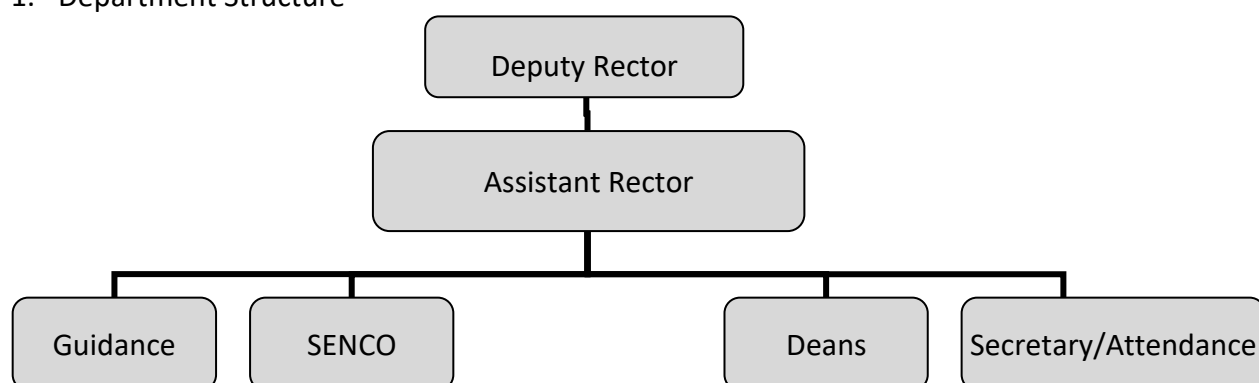 1. Department Structure
Deputy Rector
Assistant Rector
Guidance SENCO Deans Secretary/Attendance